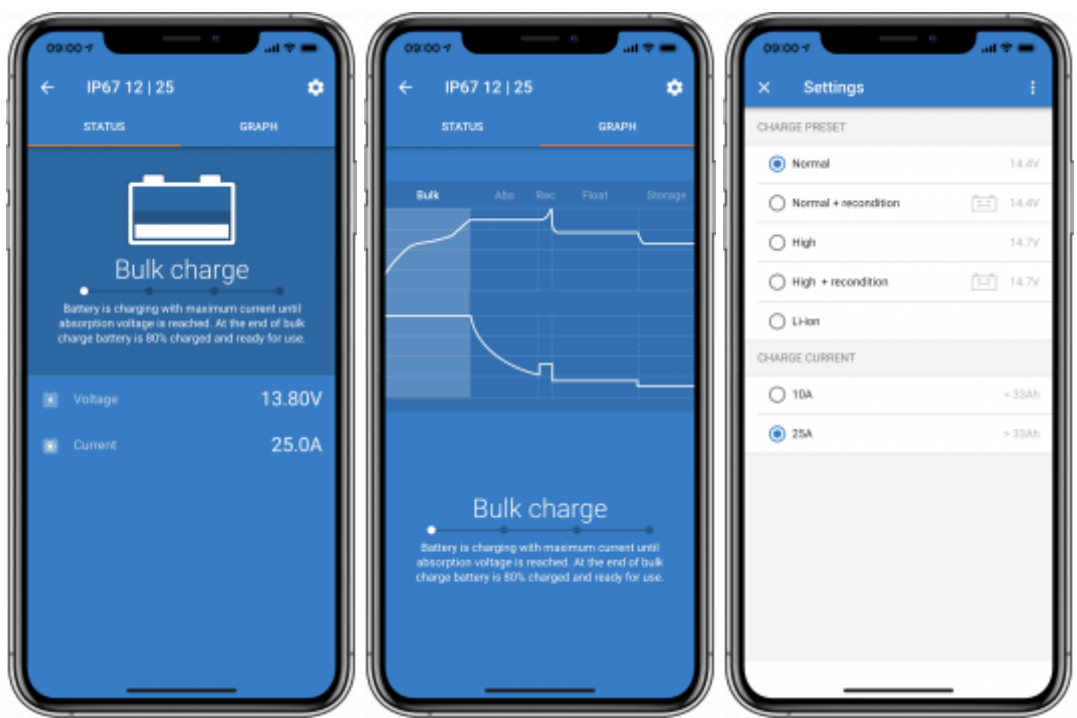 09:00
IP67 12 | 25
STATUS GRAPH
Bulk charge
Battery is charging with maximum current until
absorption voltage is reached. At the end of bulk
charge battery is 80% charged and ready for use.
Voltage 13.80V
Current 25.0A
09:00
IP67 12 | 25
STATUS GRAPH
Bulk Abs Rec Float Storage
Bulk charge
Battery is charging with maximum current until
absorption voltage is reached. At the end of bulk
charge battery is 80% charged and ready for use.
09:00
Settings
CHARGE PRESET
Normal 14.4V
Normal + recondition 14.4V
High 14.7V
High + recondition 14.7V
Li-ion
CHARGE CURRENT
10A < 33Ah
25A > 33Ah